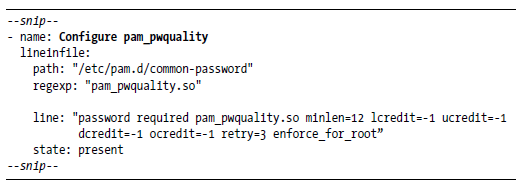 --snip--
- name: Configure pam_pwquality
  lineinfile:
    path: "/etc/pam.d/common-password"
    regexp: "pam_pwquality.so"

    line: "password required pam_pwquality.so minlen=12 lcredit=-1 ucredit=-1
           dcredit=-1 ocredit=-1 retry=3 enforce_for_root”
    state: present
--snip--